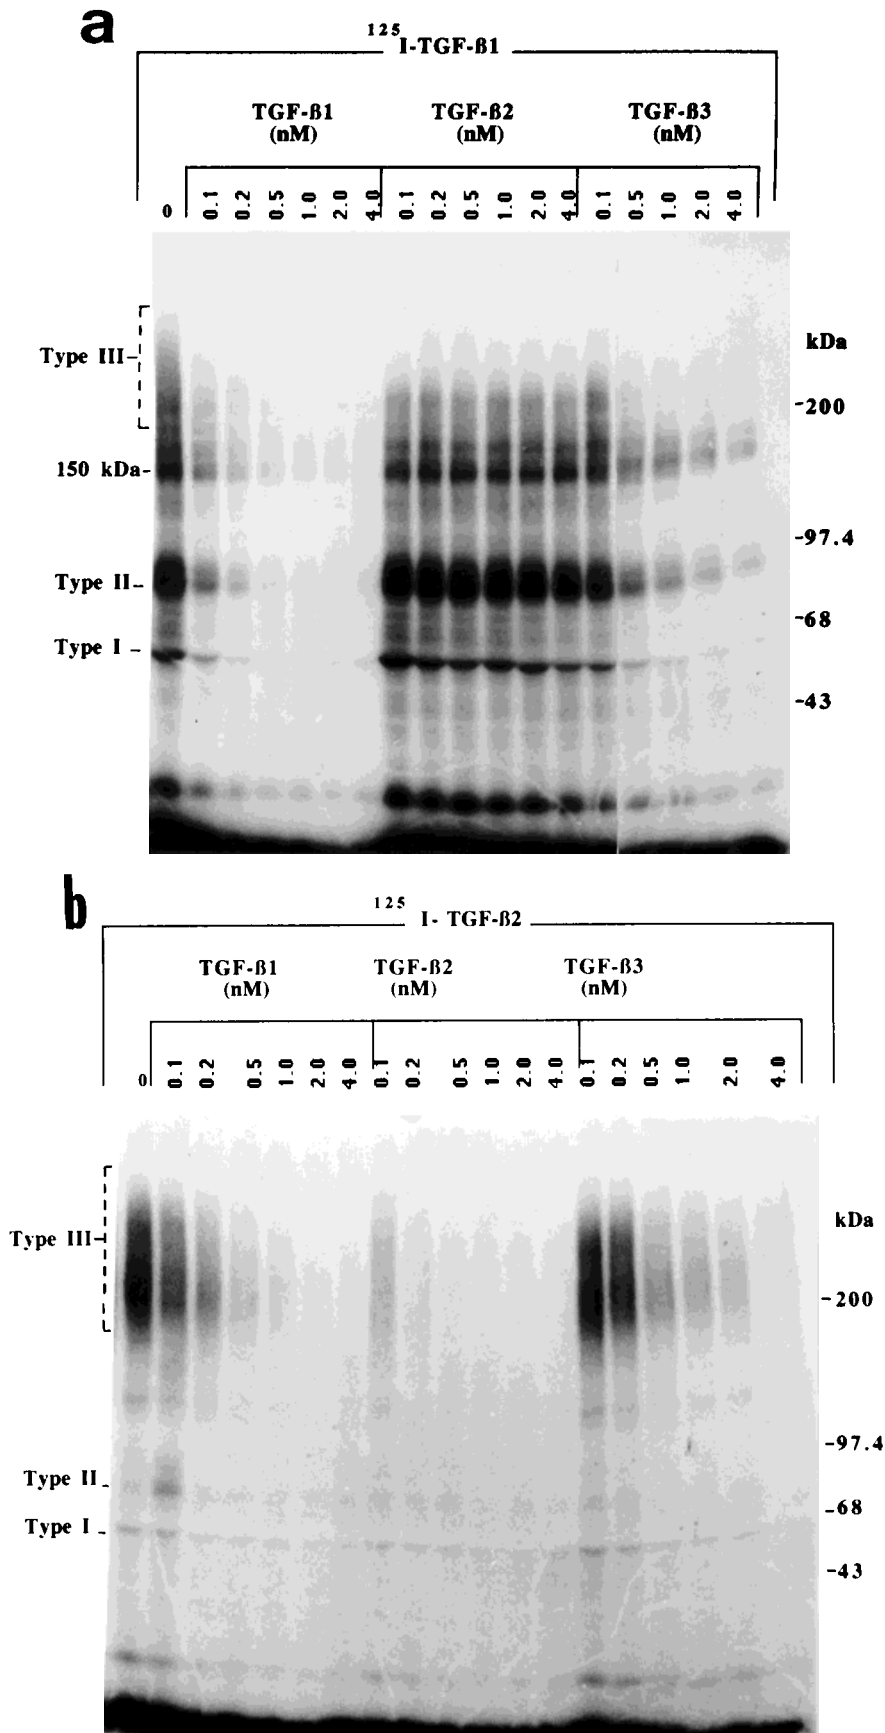 a
125
I-TGF-ß1
TGF-ß1 TGF-ß2 TGF-ß3
(nM) (nM) (nM)
0 0.1 0.2 0.5 1.0 2.0 4.0 0.1 0.2 0.5 1.0 2.0 4.0 0.1 0.5 1.0 2.0 4.0
Type III-
kDa
-200
150 kDa-
-97.4
Type II-
-68
Type I -
-43
b
125
I- TGF-ß2
TGF-ß1 TGF-ß2 TGF-ß3
(nM) (nM) (nM)
0 0.1 0.2 0.5 1.0 2.0 4.0 0.1 0.2 0.5 1.0 2.0 4.0 0.1 0.2 0.5 1.0 2.0 4.0
kDa
Type III-
-200
-97.4
Type II-
-68
Type I -
-43